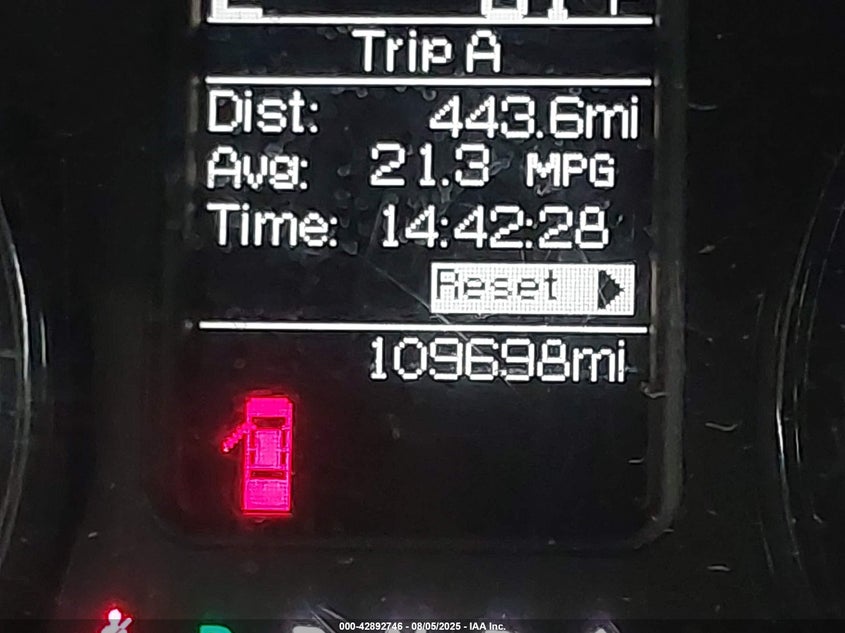 Trip A
Dist: 443.6mi
Avg: 21.3 MPG
Time: 14:42:28
Reset
109698mi
000-42892746 - 08/05/2025 - IAA Inc.